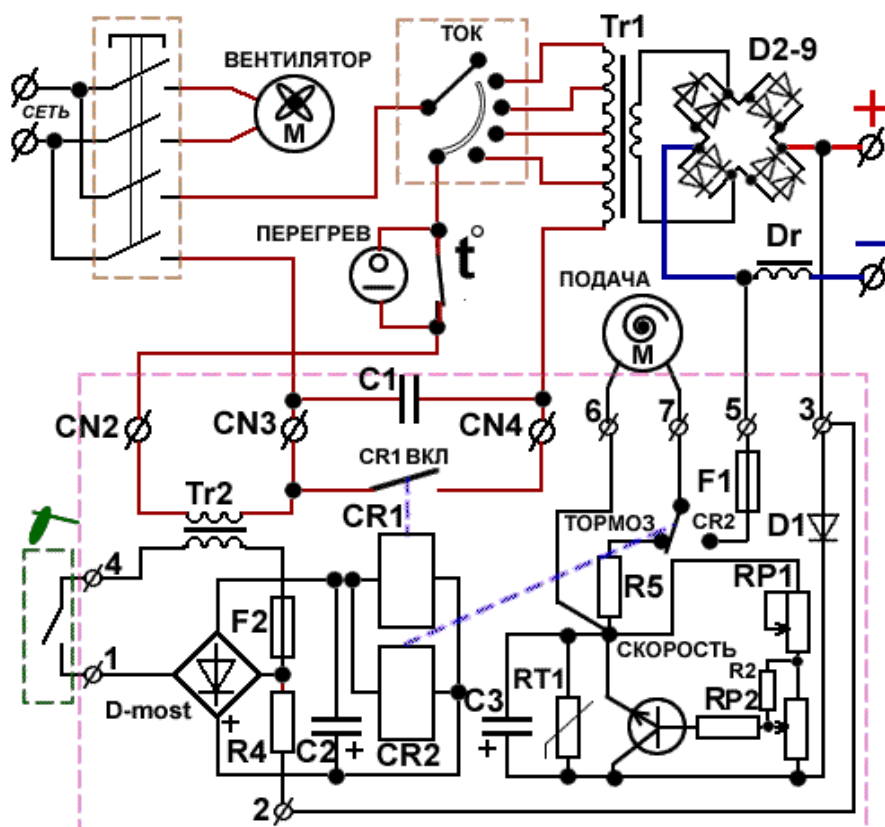 ТОК
Tr1
D2-9
ВЕНТИЛЯТОР
+
СЕТЬ
M
ПЕРЕГРЕВ
t°
Dr
−
ПОДАЧА
M
C1
CN2
CN3
CN4
6
7
5
3
CR1 ВКЛ
F1
Tr2
CR1
ТОРМОЗ
CR2
D1
4
R5
RP1
F2
СКОРОСТЬ
1
R2
RT1
RP2
D-most
C3
+
R4
C2
+
CR2
+
2